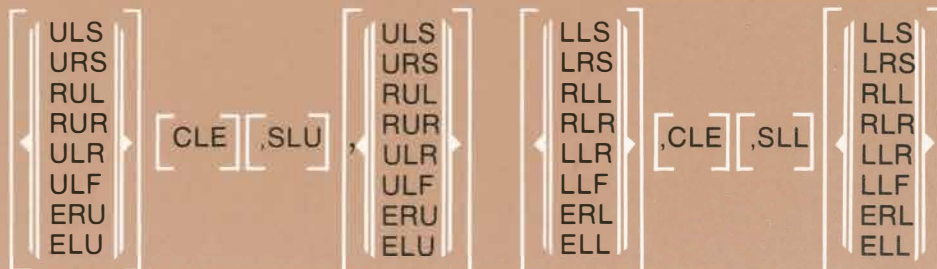 ULS ULS LLS LLS
URS URS LRS LRS
RUL RUL RLL RLL
RUR [CLE] [,SLU] , RUR RLR [,CLE] [,SLL] RLR
ULR ULR LLR LLR
ULF ULF LLF LLF
ERU ERU ERL ERL
ELU ELU ELL ELL